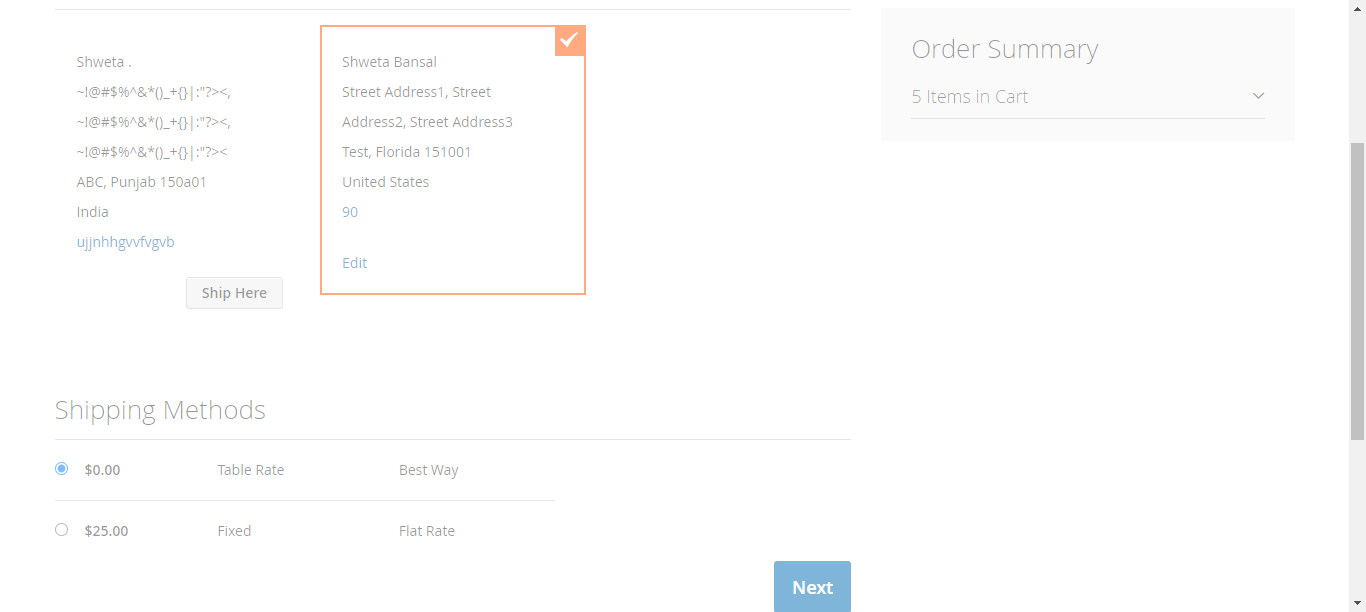 Shweta .
~!@#$%^&*()_+{}|:"?><,
~!@#$%^&*()_+{}|:"?><,
~!@#$%^&*()_+{}|:"?><
ABC, Punjab 150a01
India
ujjnhhgvvfvgvb
Ship Here
Shweta Bansal
Street Address1, Street
Address2, Street Address3
Test, Florida 151001
United States
90
Edit
Order Summary
5 Items in Cart
Shipping Methods
$0.00 Table Rate Best Way
$25.00 Fixed Flat Rate
Next